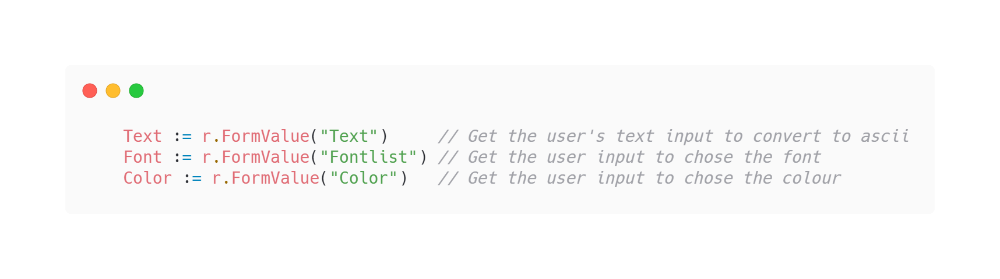 Text := r.FormValue("Text")     // Get the user's text input to convert to ascii
Font := r.FormValue("Fontlist") // Get the user input to chose the font
Color := r.FormValue("Color")   // Get the user input to chose the colour